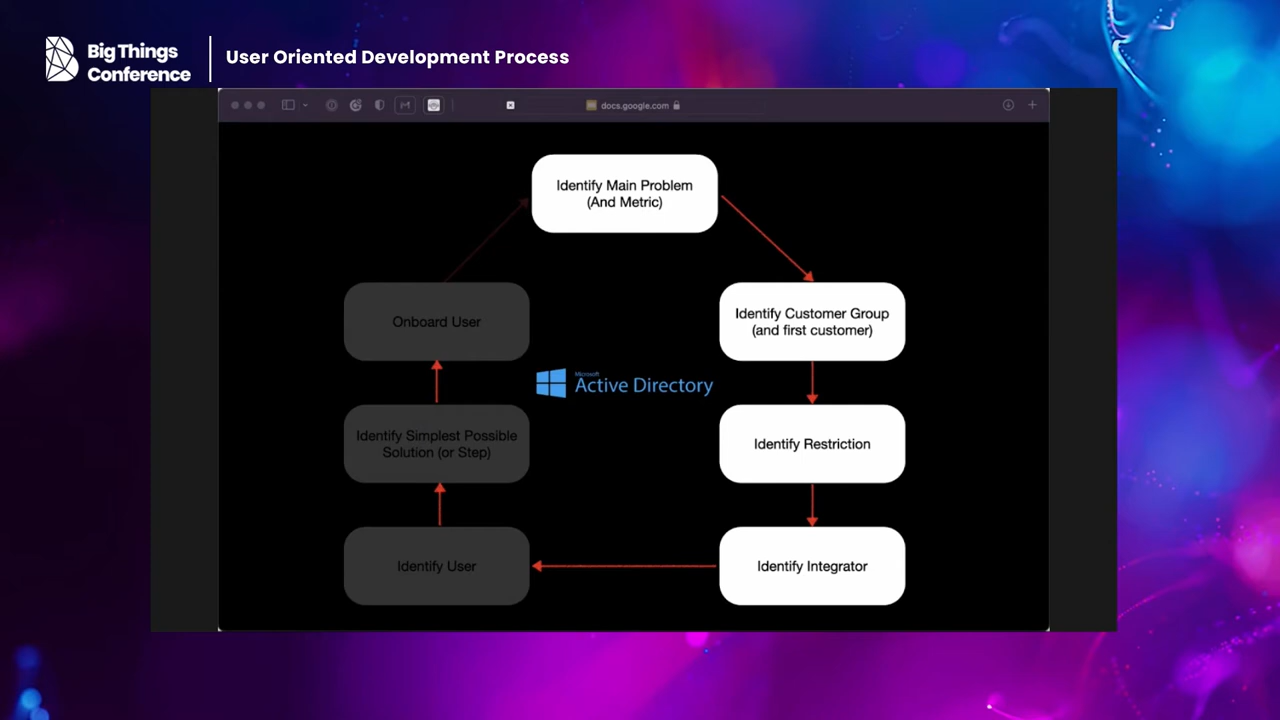 Big Things
Conference
User Oriented Development Process
docs.google.com
Identify Main Problem
(And Metric)
Onboard User
Identify Customer Group
(and first customer)
Microsoft
Active Directory
Identify Simplest Possible
Solution (or Step)
Identify Restriction
Identify User
Identify Integrator